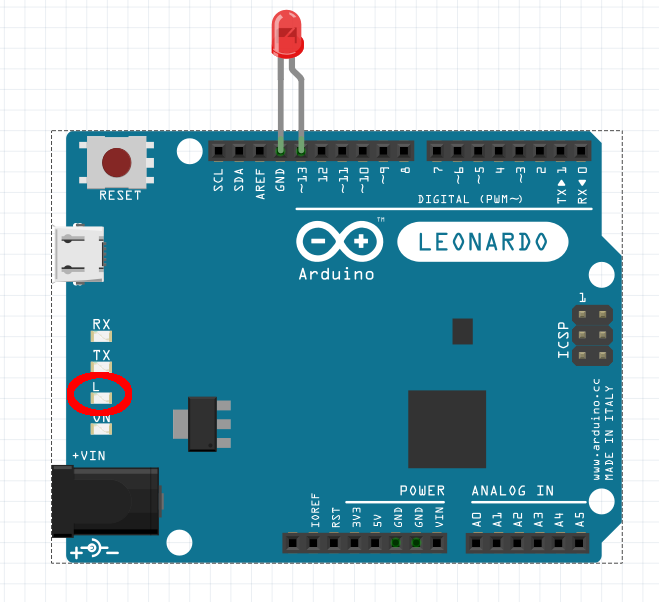 RESET
SCL
SDA
AREF
GND
~13
12
~11
~10
~9
8
7
~6
~5
4
~3
2
TX▶1
RX◀0
DIGITAL (PWM~)
TM
LEONARDO
Arduino
1
ICSP
RX
TX
L
ON
+VIN
www.arduino.cc
MADE IN ITALY
POWER
ANALOG IN
IOREF
RST
3V3
5V
GND
GND
VIN
A0
A1
A2
A3
A4
A5